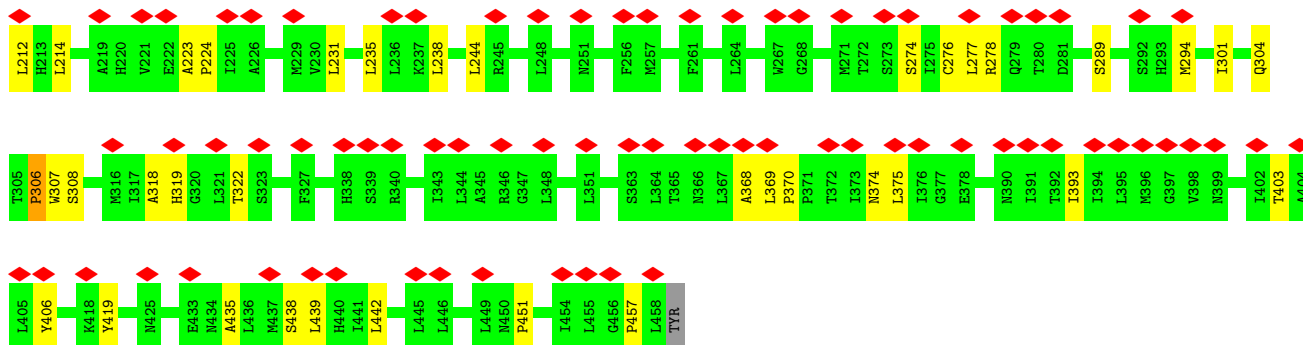 L212 H213 L214 A219 H220 V221 E222 A223 P224 I225 A226 M229 V230 L231 L235 L236 K237 L238 L244 R245 L248 N251 F256 M257 F261 L264 W267 G268 M271 T272 S273 S274 I275 C276 L277 R278 Q279 T280 D281 S289 S292 H293 M294 I301 Q304
T305 P306 W307 S308 M316 I317 A318 H319 G320 L321 T322 S323 F327 H338 S339 R340 I343 L344 A345 R346 G347 L348 L351 S363 L364 T365 N366 L367 A368 L369 P370 P371 T372 I373 N374 L375 I376 G377 E378 N390 I391 T392 I393 I394 L395 M396 G397 V398 N399 I402 T403 A404
L405 Y406 K418 Y419 N425 E433 N434 A435 L436 M437 S438 L439 H440 I441 L442 L445 L446 L449 N450 P451 I454 L455 G456 P457 L458 TYR